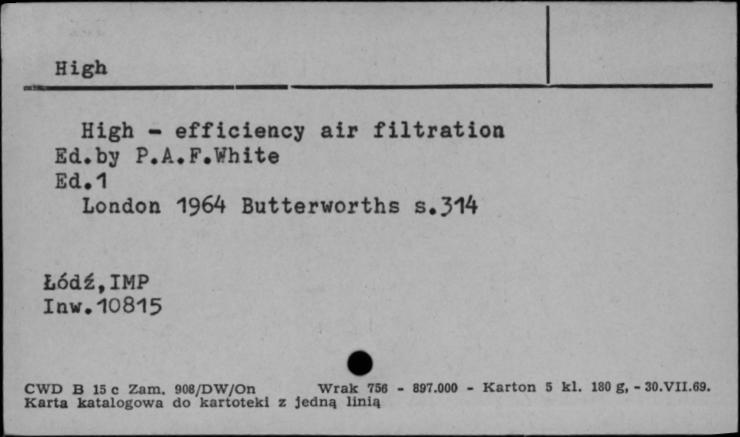 High
High - efficiency air filtration
Ed.by P.A.F.White
Ed.1
London 1964 Butterworths s.314
Łódź,IMP
Inw.10815
CWD B 15 c Zam. 908/DW/On Wrak 756 - 897.000 - Karton 5 kl. 180 g, - 30.VII.69.
Karta katalogowa do kartoteki z jedną linią